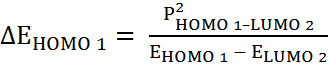 ΔE_HOMO 1 = P²_HOMO 1–LUMO 2 / E_HOMO 1 − E_LUMO 2